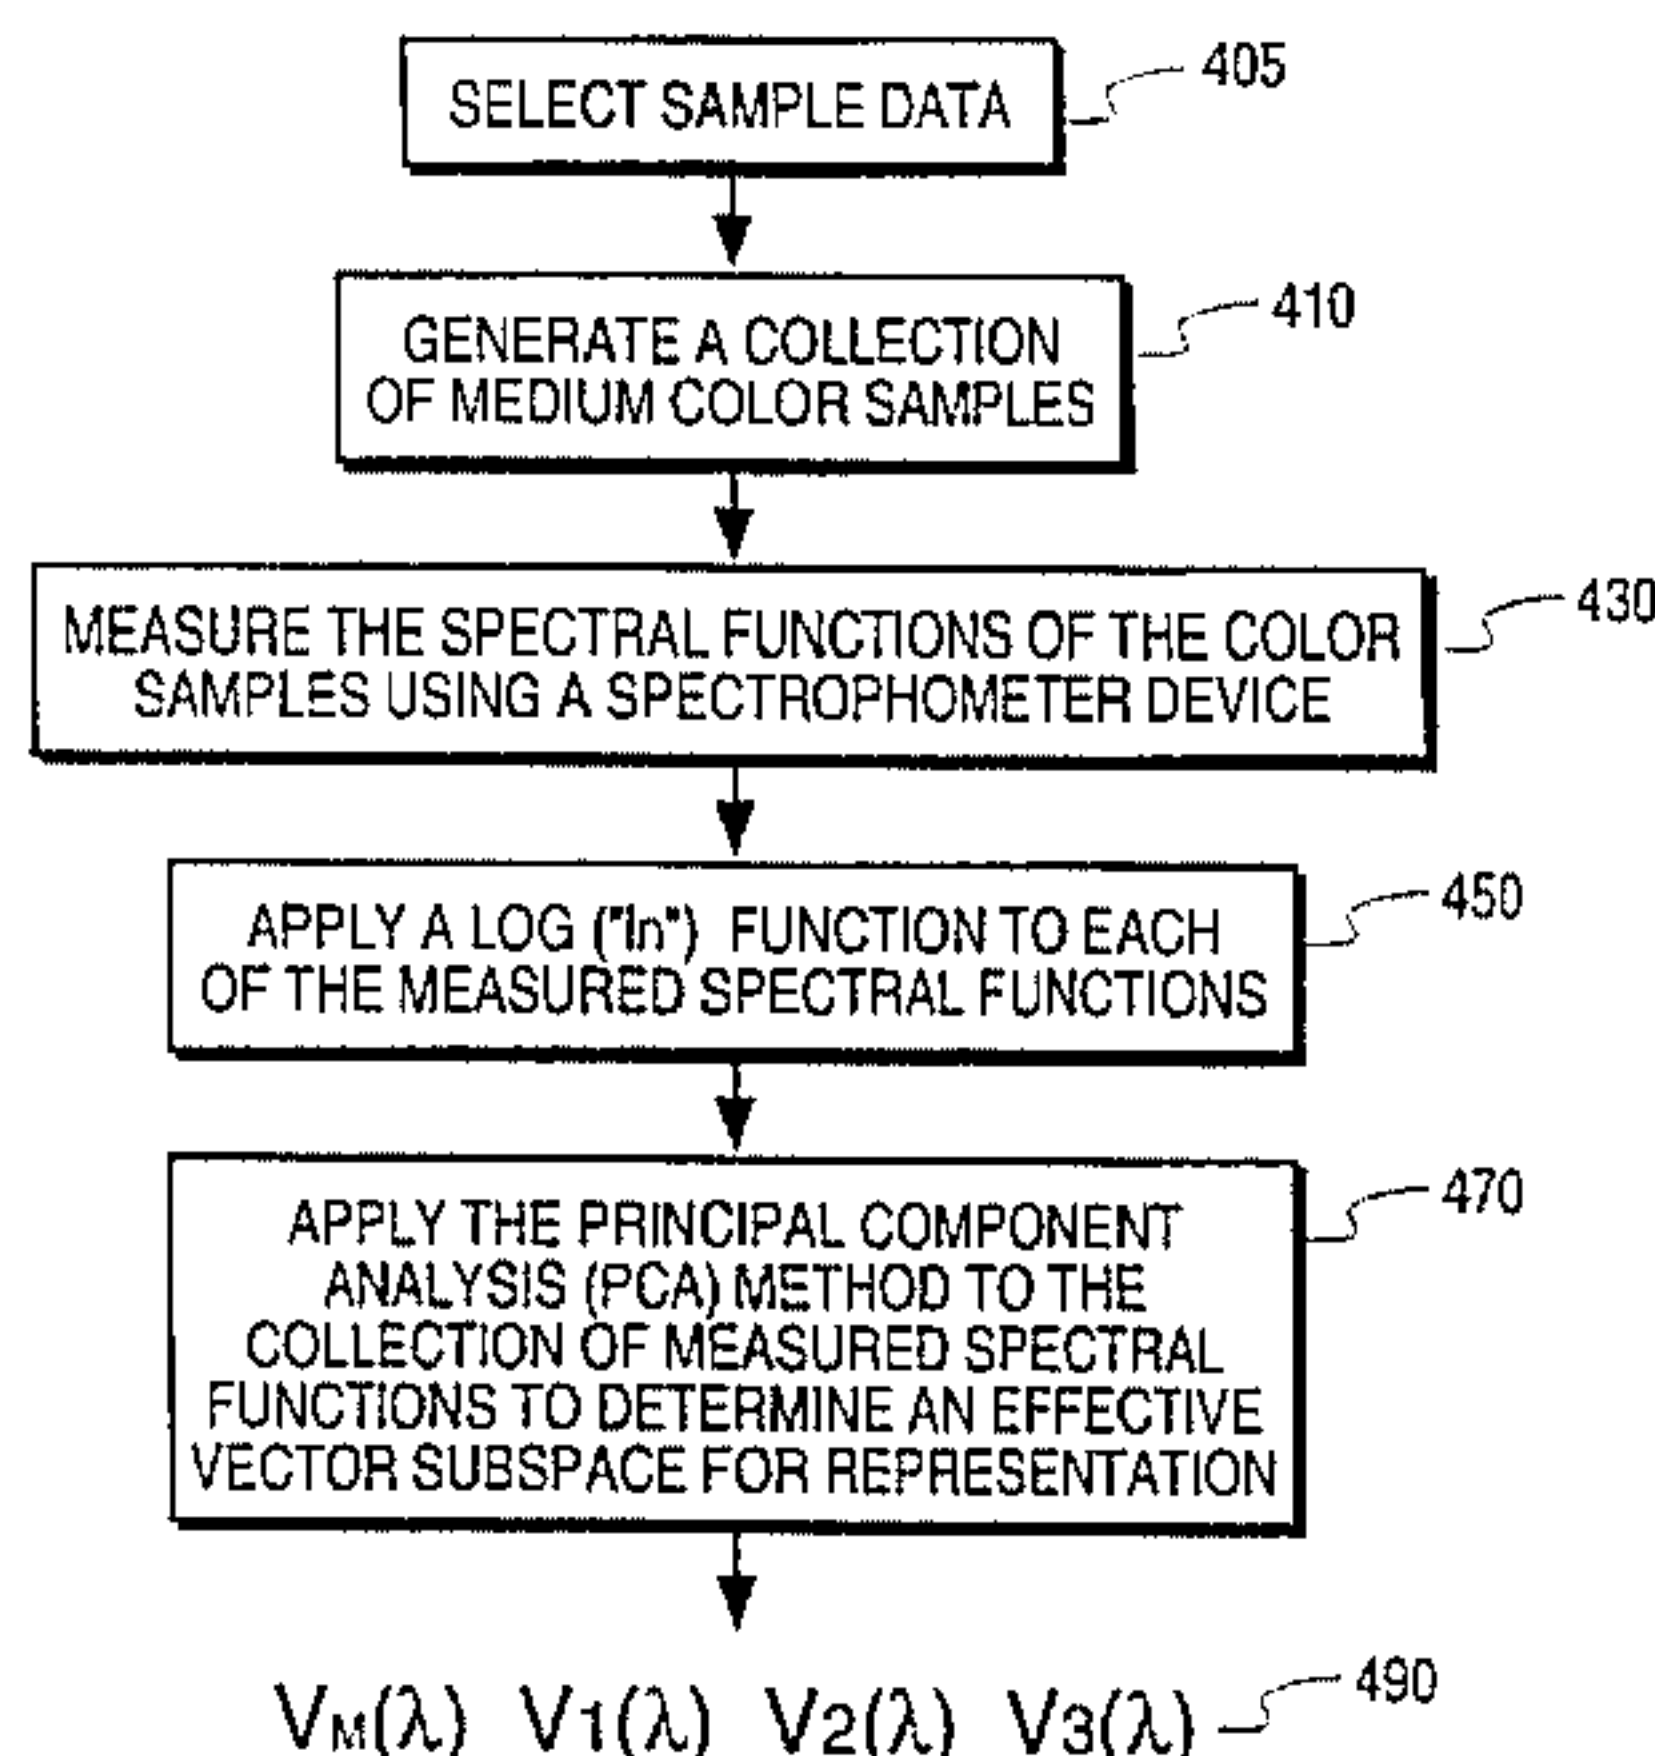 SELECT SAMPLE DATA
405
GENERATE A COLLECTION
OF MEDIUM COLOR SAMPLES
410
MEASURE THE SPECTRAL FUNCTIONS OF THE COLOR
SAMPLES USING A SPECTROPHOMETER DEVICE
430
APPLY A LOG ("ln") FUNCTION TO EACH
OF THE MEASURED SPECTRAL FUNCTIONS
450
APPLY THE PRINCIPAL COMPONENT
ANALYSIS (PCA) METHOD TO THE
COLLECTION OF MEASURED SPECTRAL
FUNCTIONS TO DETERMINE AN EFFECTIVE
VECTOR SUBSPACE FOR REPRESENTATION
470
VM(λ) V1(λ) V2(λ) V3(λ)
490